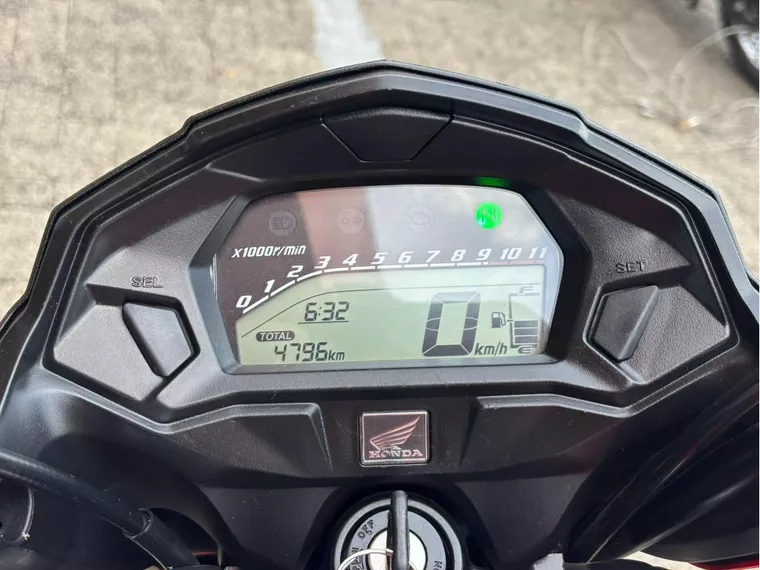 N
x1000r/min
0 1 2 3 4 5 6 7 8 9 10 11
SEL
SET
6:32
F
TOTAL
4796km
0 km/h
E
HONDA
OFF